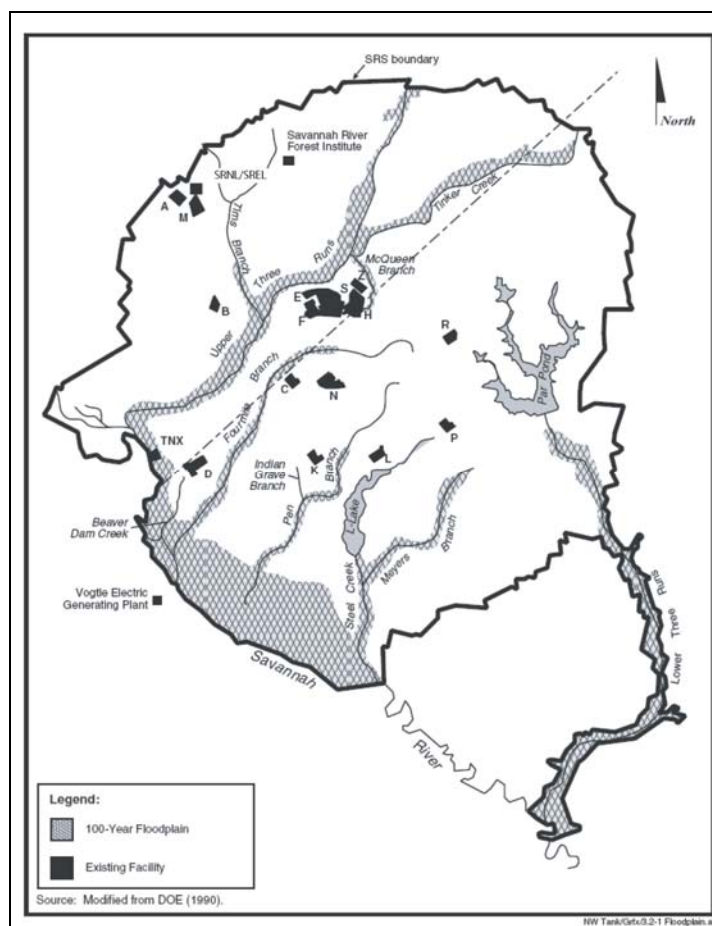 SRS boundary
North
Savannah River
Forest Institute
SRNL/SREL
A
M
Tims
Branch
Tinker Creek
Upper Three Runs
McQueen
Branch
Z
S
E
F
H
B
R
Par Pond
Fourmile Branch
C
N
P
TNX
D
Indian
Grave
Branch
K
L
Pen Branch
L
Lake
Beaver
Dam Creek
Steel Creek
Meyers Branch
Vogtle Electric
Generating Plant
Savannah
River
Lower Three Runs
Legend:
100-Year Floodplain
Existing Facility
Source: Modified from DOE (1990).
NW Tank/Grfx/3.2-1 Floodplain.a